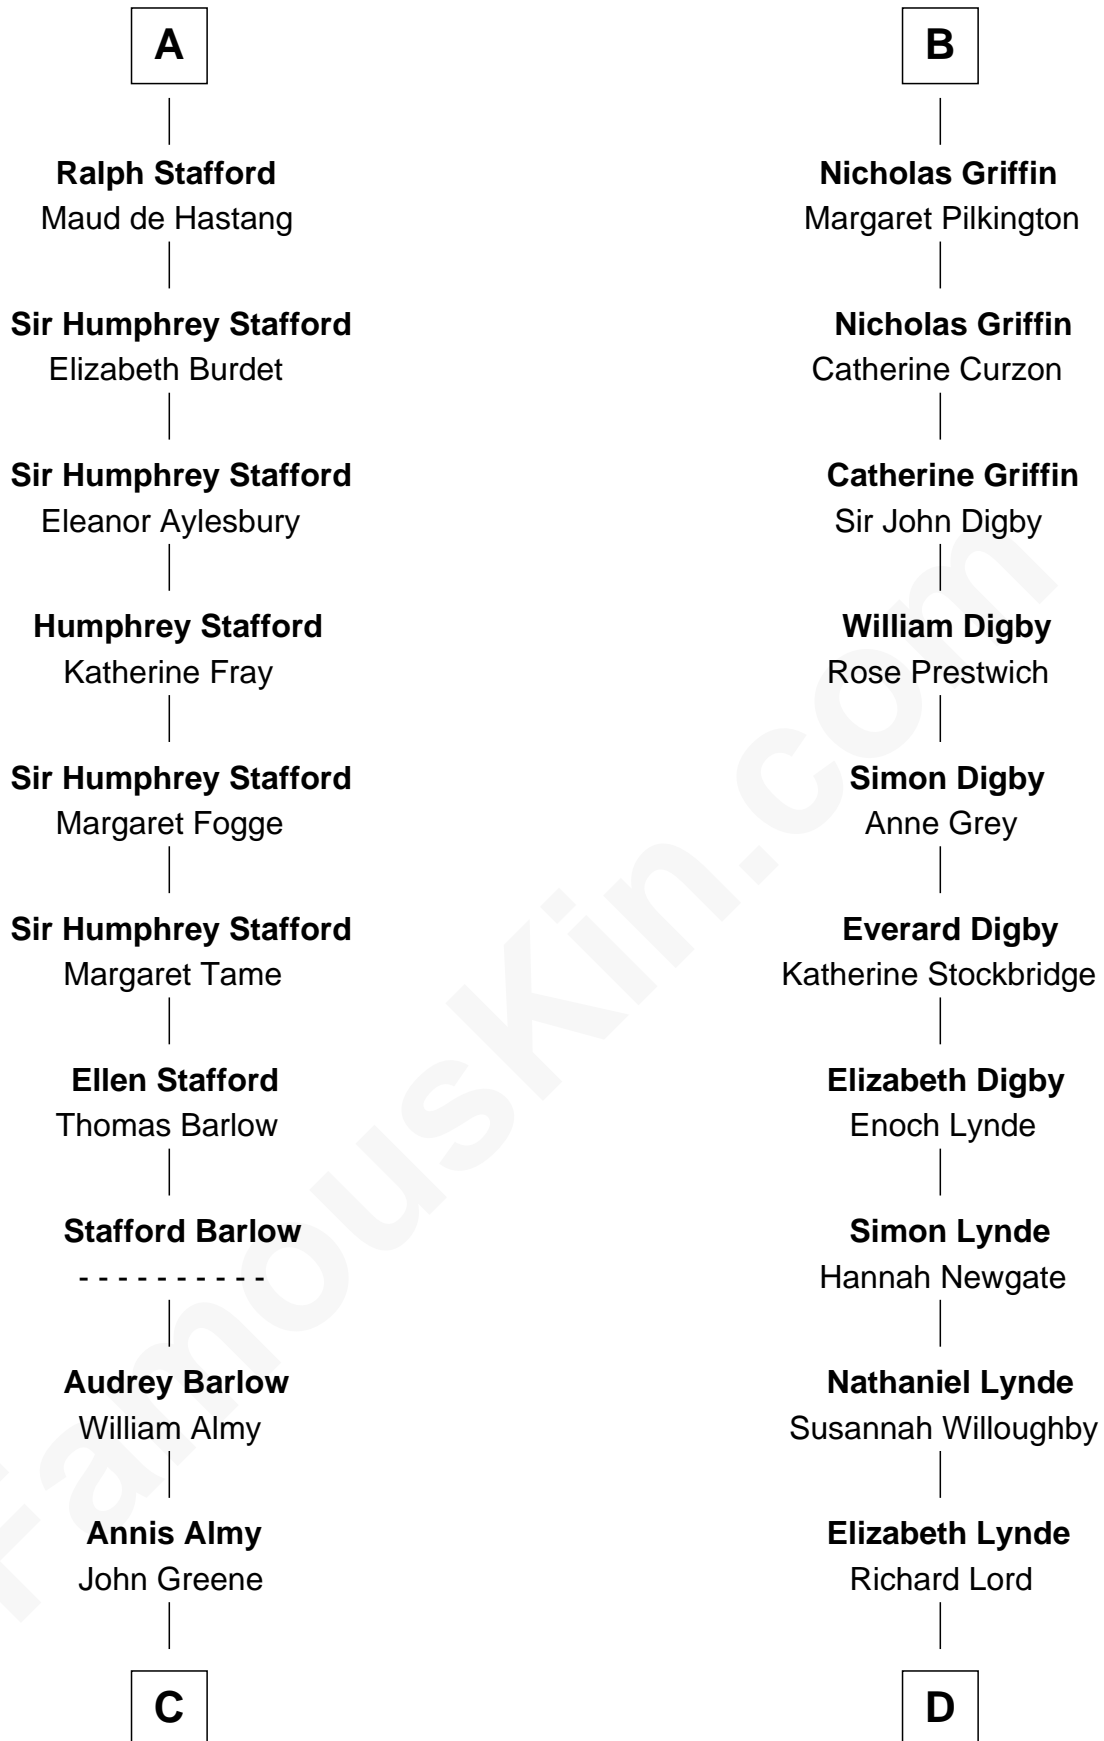 A
Ralph Stafford
Maud de Hastang
Sir Humphrey Stafford
Elizabeth Burdet
Sir Humphrey Stafford
Eleanor Aylesbury
Humphrey Stafford
Katherine Fray
Sir Humphrey Stafford
Margaret Fogge
Sir Humphrey Stafford
Margaret Tame
Ellen Stafford
Thomas Barlow
Stafford Barlow
- - - - - - - - - -
Audrey Barlow
William Almy
Annis Almy
John Greene
C
B
Nicholas Griffin
Margaret Pilkington
Nicholas Griffin
Catherine Curzon
Catherine Griffin
Sir John Digby
William Digby
Rose Prestwich
Simon Digby
Anne Grey
Everard Digby
Katherine Stockbridge
Elizabeth Digby
Enoch Lynde
Simon Lynde
Hannah Newgate
Nathaniel Lynde
Susannah Willoughby
Elizabeth Lynde
Richard Lord
D
FamousKin.com